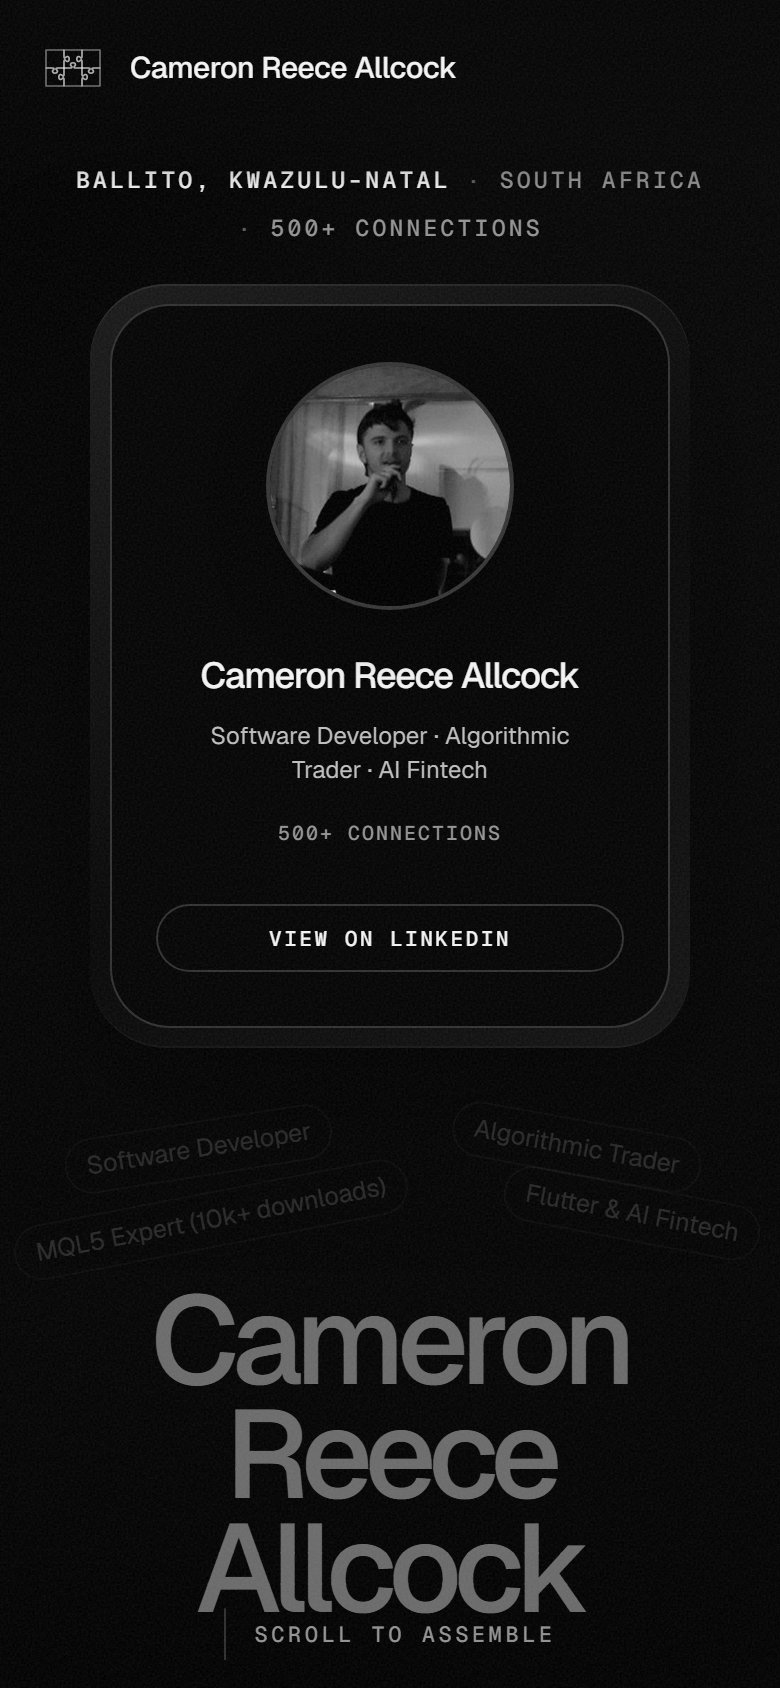 Cameron Reece Allcock
BALLITO, KWAZULU-NATAL · SOUTH AFRICA
· 500+ CONNECTIONS
Cameron Reece Allcock
Software Developer · Algorithmic
Trader · AI Fintech
500+ CONNECTIONS
VIEW ON LINKEDIN
Software Developer
Algorithmic Trader
MQL5 Expert (10k+ downloads)
Flutter & AI Fintech
Cameron
Reece
Allcock
SCROLL TO ASSEMBLE